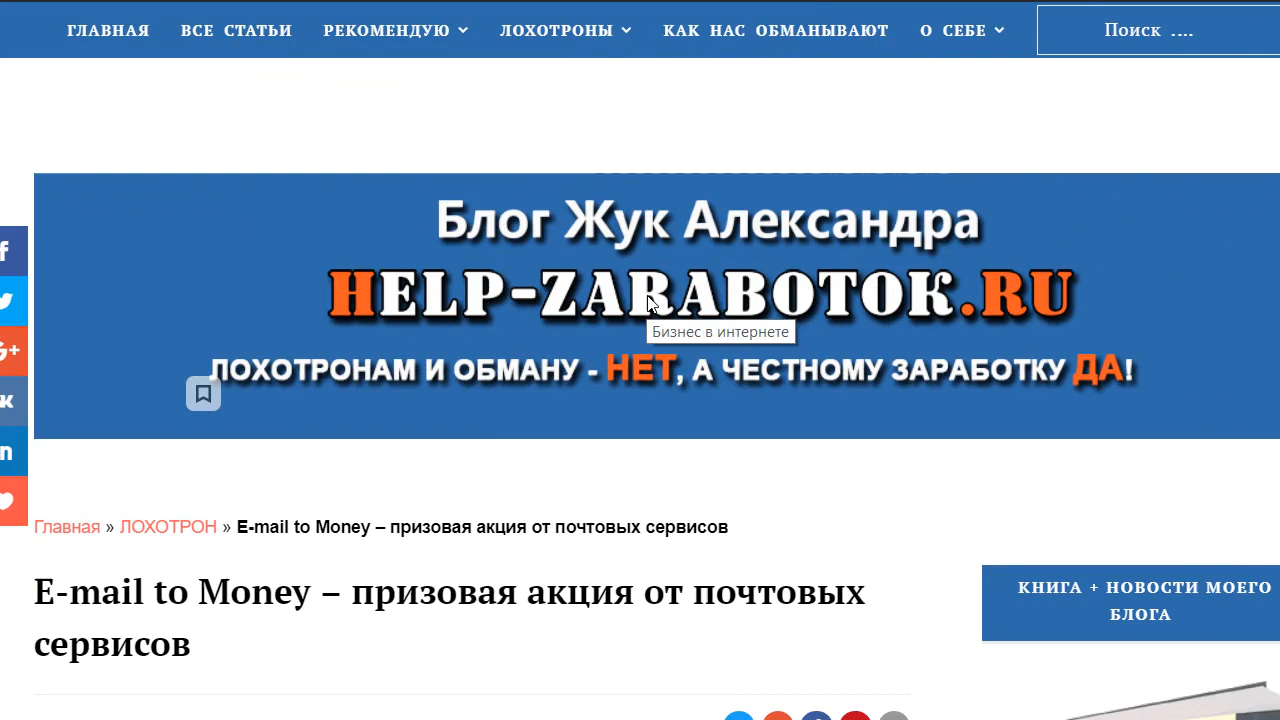 ГЛАВНАЯ ВСЕ СТАТЬИ РЕКОМЕНДУЮ ЛОХОТРОНЫ КАК НАС ОБМАНЫВАЮТ О СЕБЕ Поиск ....
Блог Жук Александра
HELP-ZARABOTOK.RU
Бизнес в интернете
ЛОХОТРОНАМ И ОБМАНУ - НЕТ, А ЧЕСТНОМУ ЗАРАБОТКУ ДА!
Главная » ЛОХОТРОН » E-mail to Money – призовая акция от почтовых сервисов
E-mail to Money – призовая акция от почтовых
сервисов
КНИГА + НОВОСТИ МОЕГО
БЛОГА